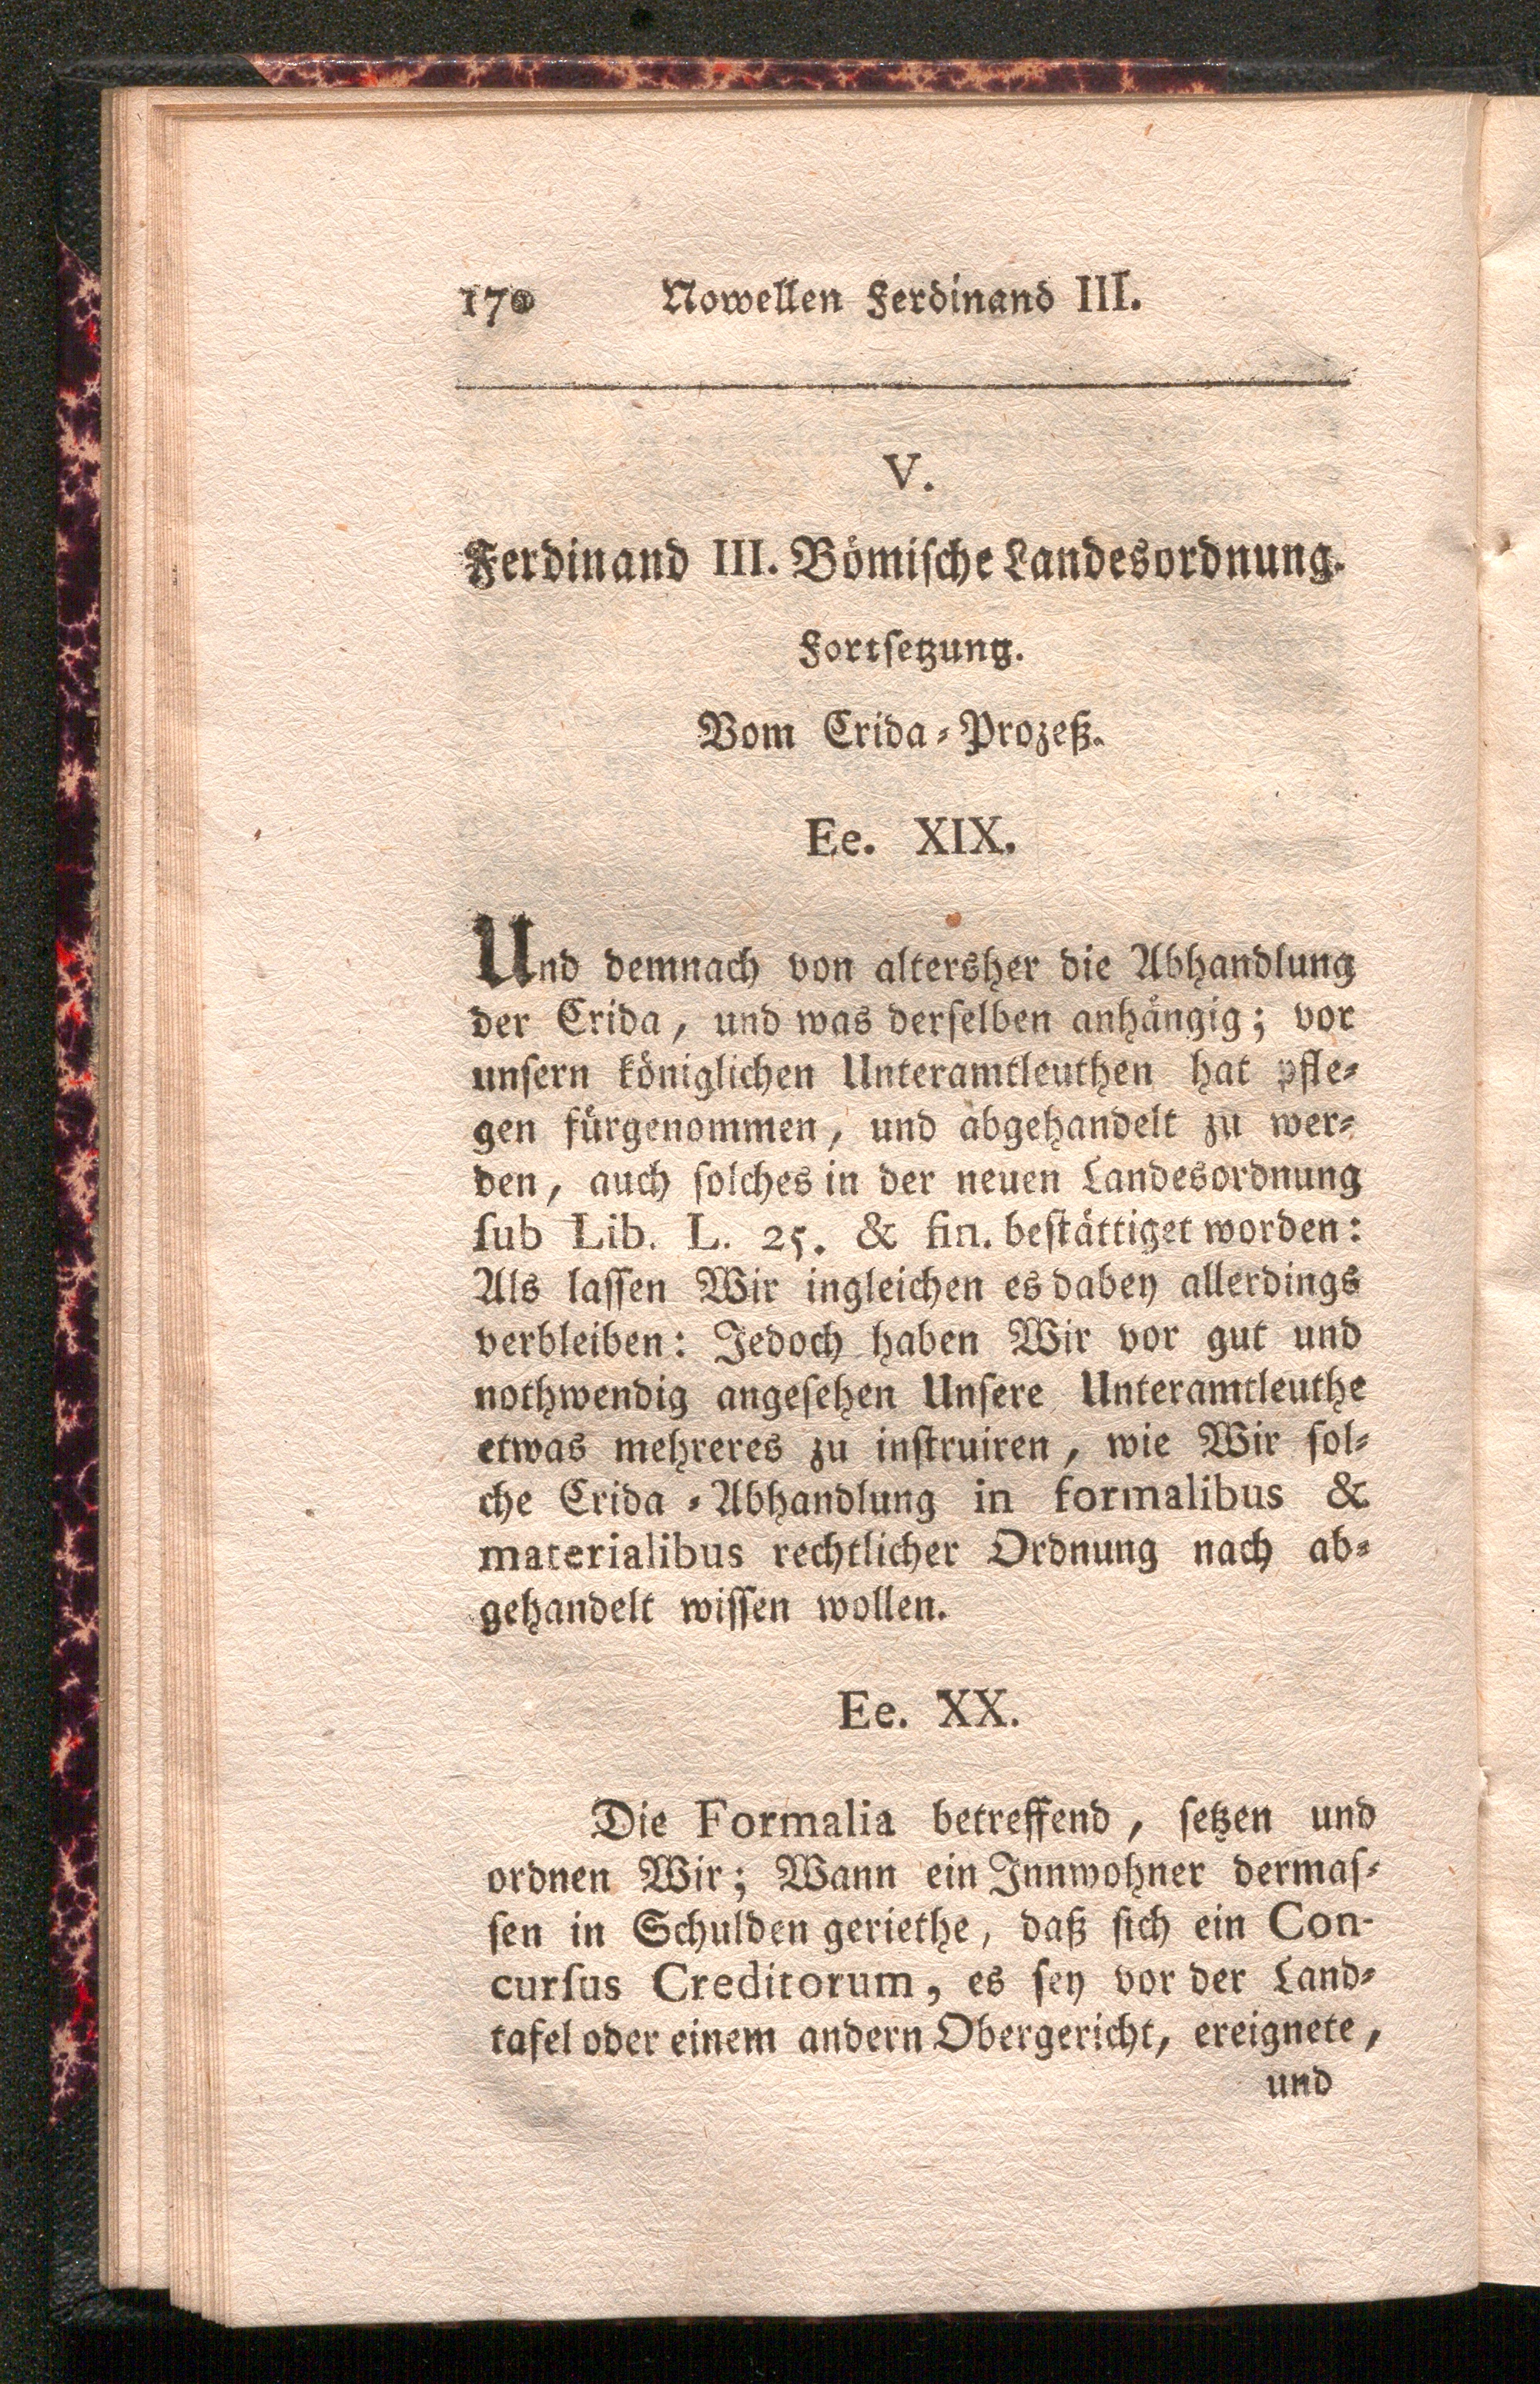 170 Nowellen Ferdinand III.
V.
Ferdinand III. Bömiſche Landesordnung.
Fortſetzung.
Vom Crida-Prozeß.
Ee. XIX.
Und demnach von altersher die Abhandlung
der Crida, und was derſelben anhängig; vor
unſern königlichen Unteramtleuthen hat pfle-
gen fürgenommen, und abgehandelt zu wer-
den, auch ſolches in der neuen Landesordnung
ſub Lib. L. 25. & fin. beſtättiget worden:
Als laſſen Wir ingleichen es dabey allerdings
verbleiben: Jedoch haben Wir vor gut und
nothwendig angeſehen Unſere Unteramtleuthe
etwas mehreres zu inſtruiren, wie Wir ſol-
che Crida-Abhandlung in formalibus &
materialibus rechtlicher Ordnung nach ab-
gehandelt wiſſen wollen.
Ee. XX.
Die Formalia betreffend, ſetzen und
ordnen Wir; Wann ein Innwohner dermaſ-
ſen in Schulden geriethe, daß ſich ein Con-
curſus Creditorum, es ſey vor der Land-
tafel oder einem andern Obergericht, ereignete,
und